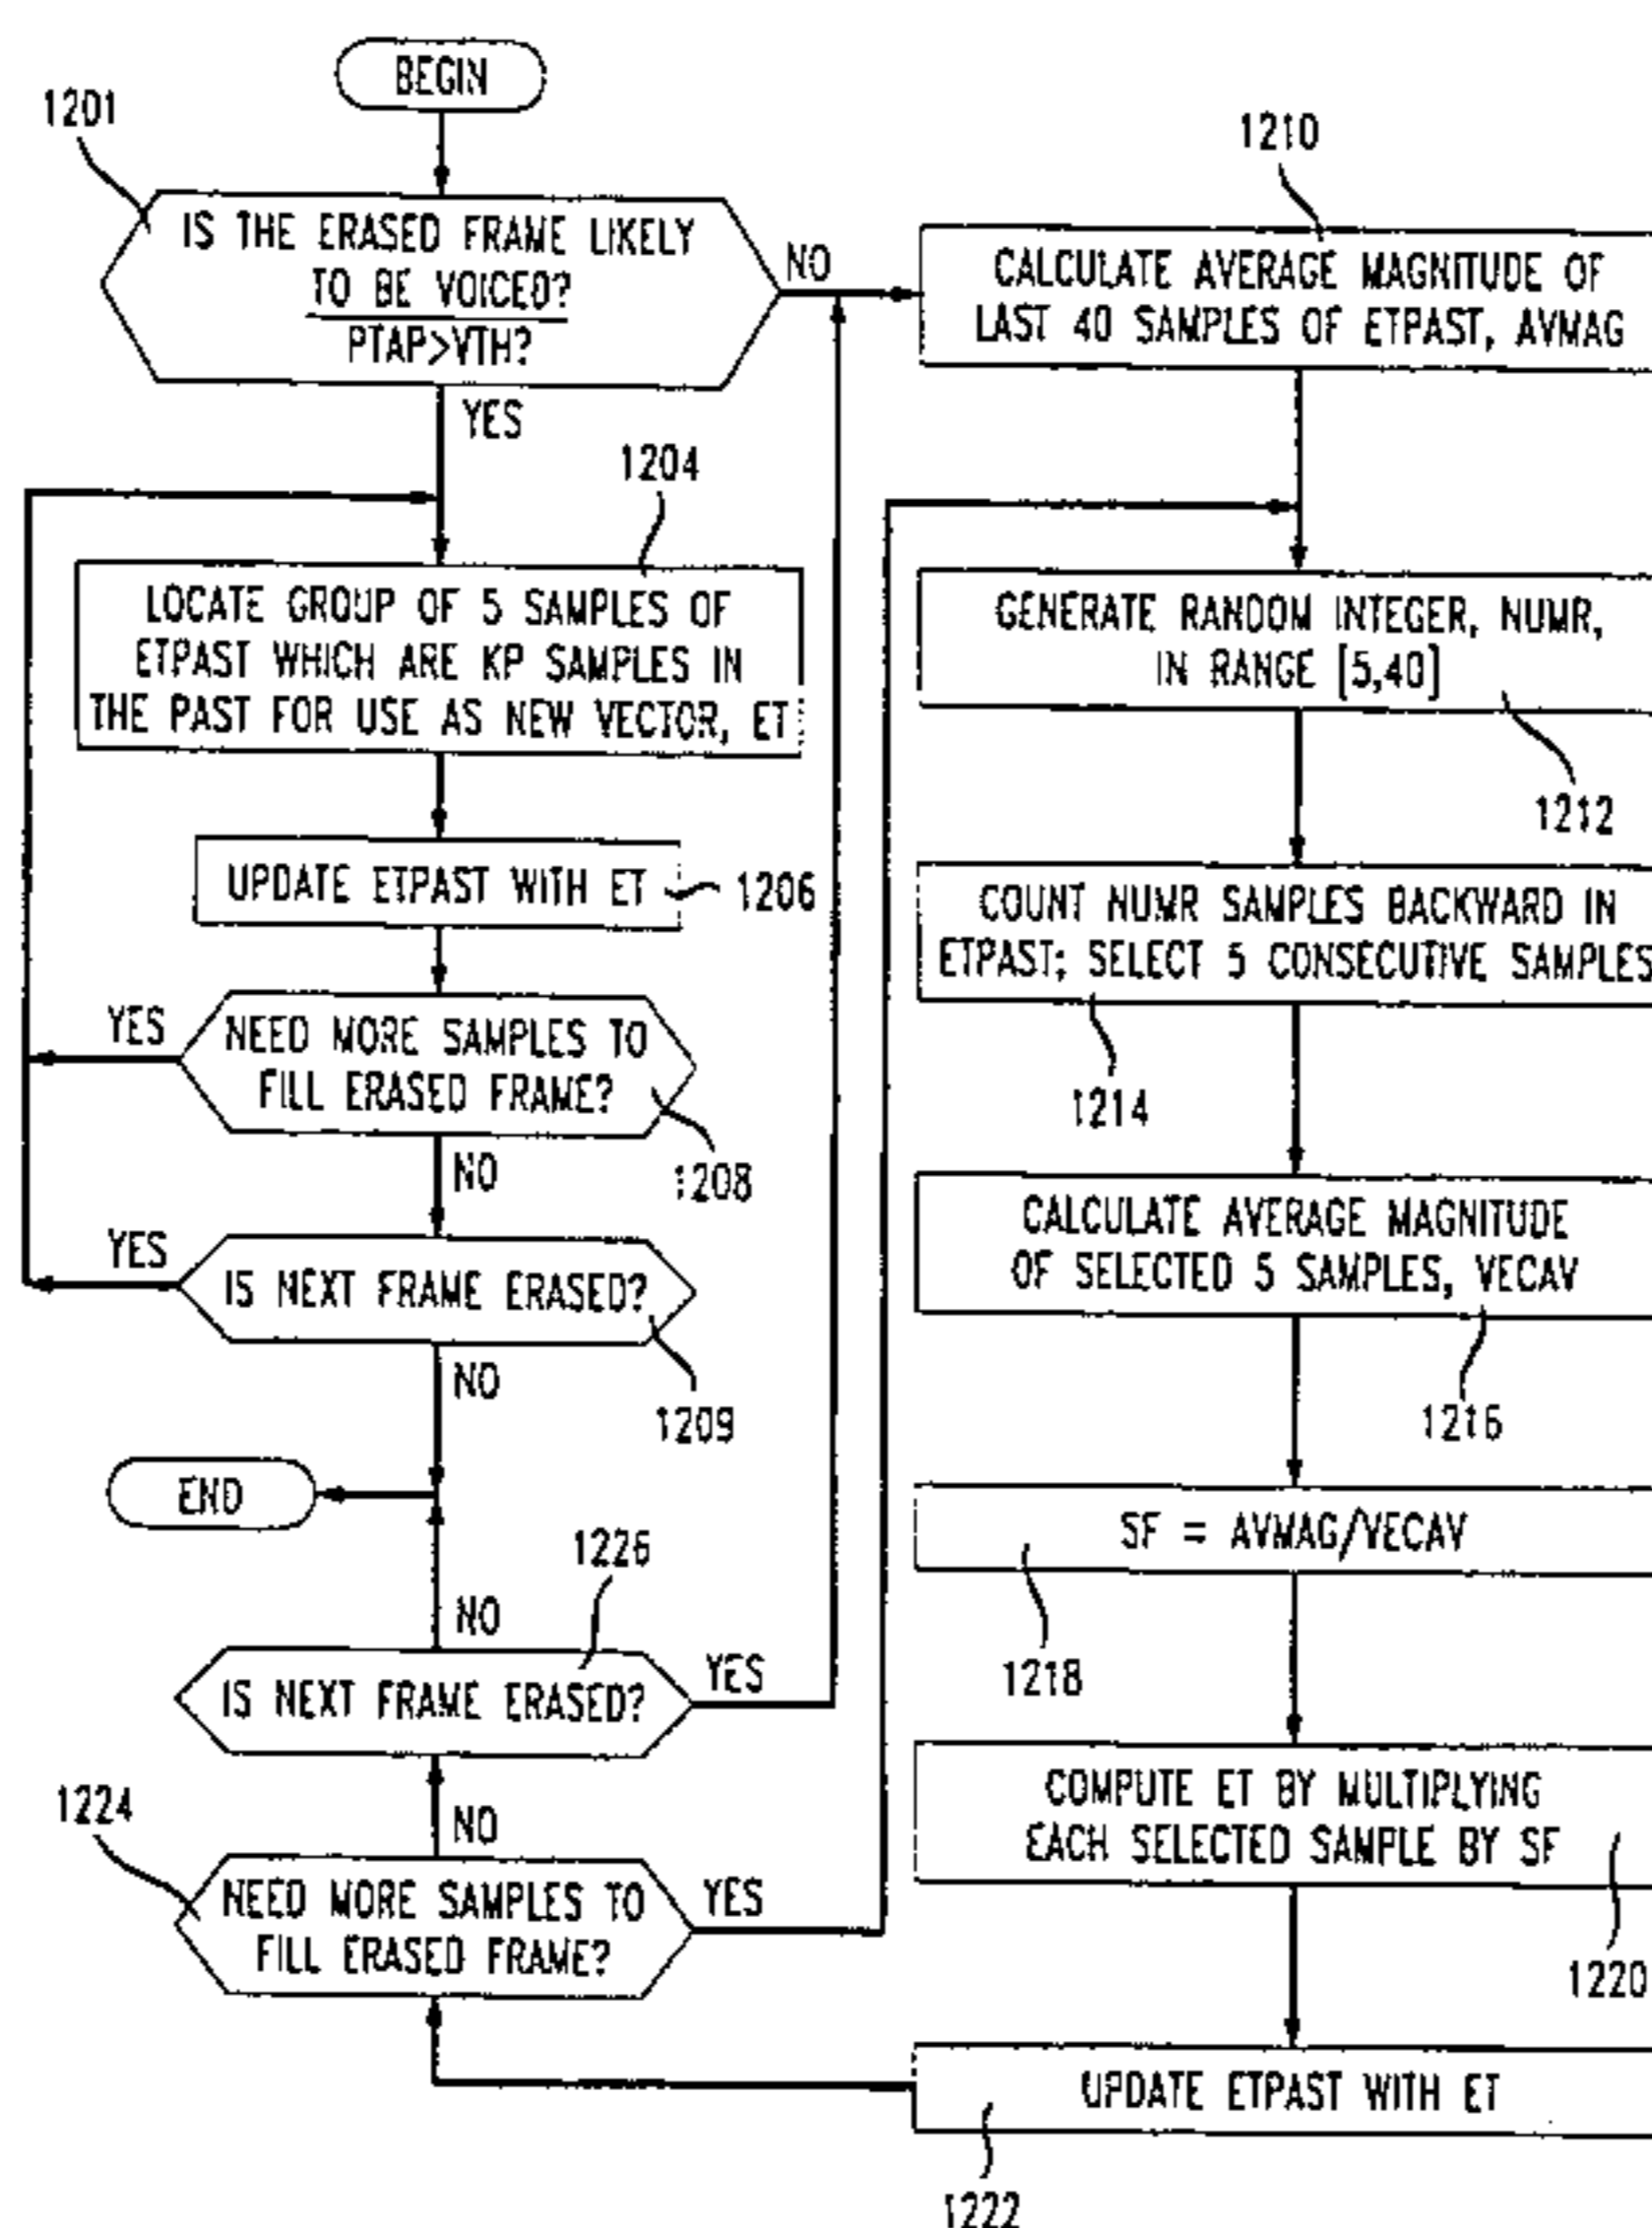 BEGIN
1201
IS THE ERASED FRAME LIKELY
TO BE VOICED?
PTAP>VTH?
NO
YES
1204
LOCATE GROUP OF 5 SAMPLES OF
ETPAST WHICH ARE KP SAMPLES IN
THE PAST FOR USE AS NEW VECTOR, ET
UPDATE ETPAST WITH ET
1206
YES
NEED MORE SAMPLES TO
FILL ERASED FRAME?
1208
NO
YES
IS NEXT FRAME ERASED?
1209
NO
END
1226
NO
IS NEXT FRAME ERASED?
YES
1224
NO
NEED MORE SAMPLES TO
FILL ERASED FRAME?
YES
1210
CALCULATE AVERAGE MAGNITUDE OF
LAST 40 SAMPLES OF ETPAST, AVMAG
GENERATE RANDOM INTEGER, NUMR,
IN RANGE [5,40]
1212
COUNT NUMR SAMPLES BACKWARD IN
ETPAST; SELECT 5 CONSECUTIVE SAMPLES
1214
CALCULATE AVERAGE MAGNITUDE
OF SELECTED 5 SAMPLES, VECAV
1216
SF = AVMAG/VECAV
1218
COMPUTE ET BY MULTIPLYING
EACH SELECTED SAMPLE BY SF
1220
UPDATE ETPAST WITH ET
1222